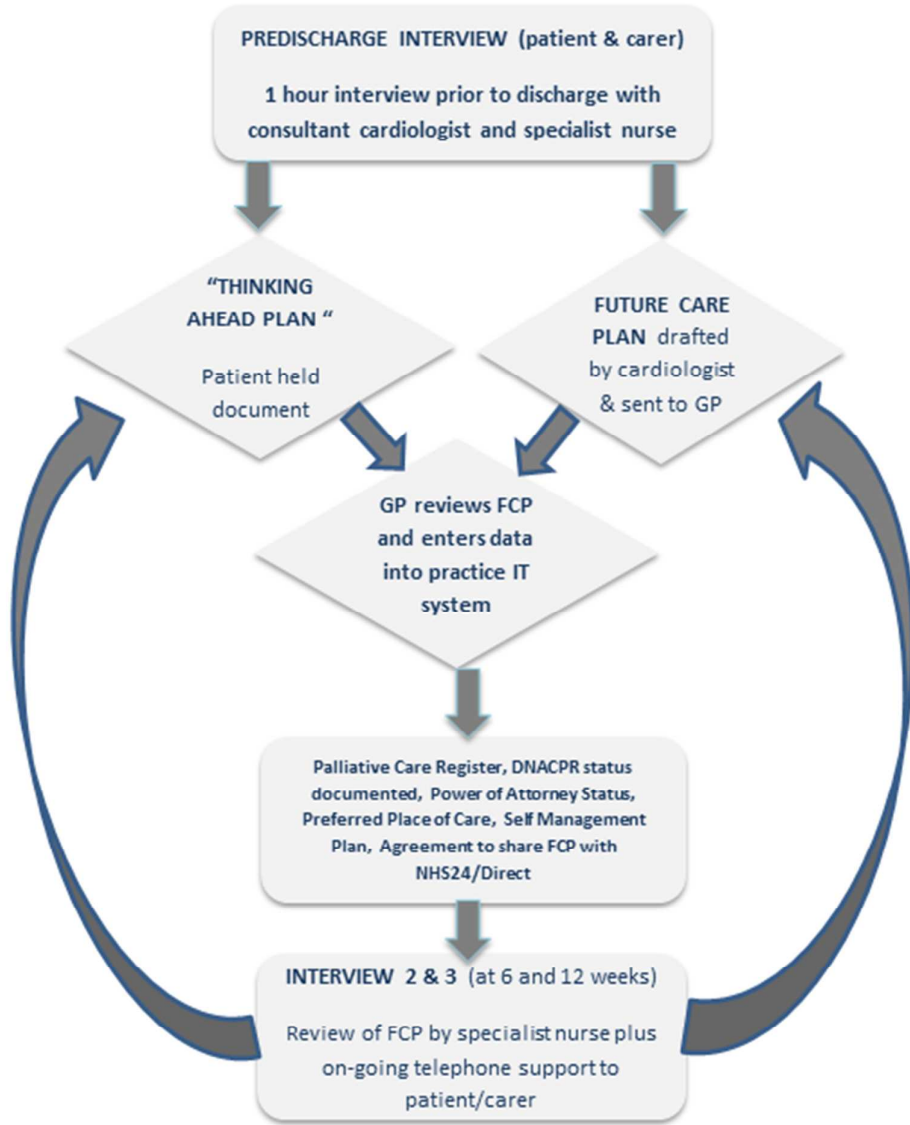 PREDISCHARGE INTERVIEW (patient & carer)
1 hour interview prior to discharge with
consultant cardiologist and specialist nurse
“THINKING
AHEAD PLAN “
Patient held
document
FUTURE CARE
PLAN drafted
by cardiologist
& sent to GP
GP reviews FCP
and enters data
into practice IT
system
Palliative Care Register, DNACPR status
documented, Power of Attorney Status,
Preferred Place of Care, Self Management
Plan, Agreement to share FCP with
NHS24/Direct
INTERVIEW 2 & 3 (at 6 and 12 weeks)
Review of FCP by specialist nurse plus
on-going telephone support to
patient/carer